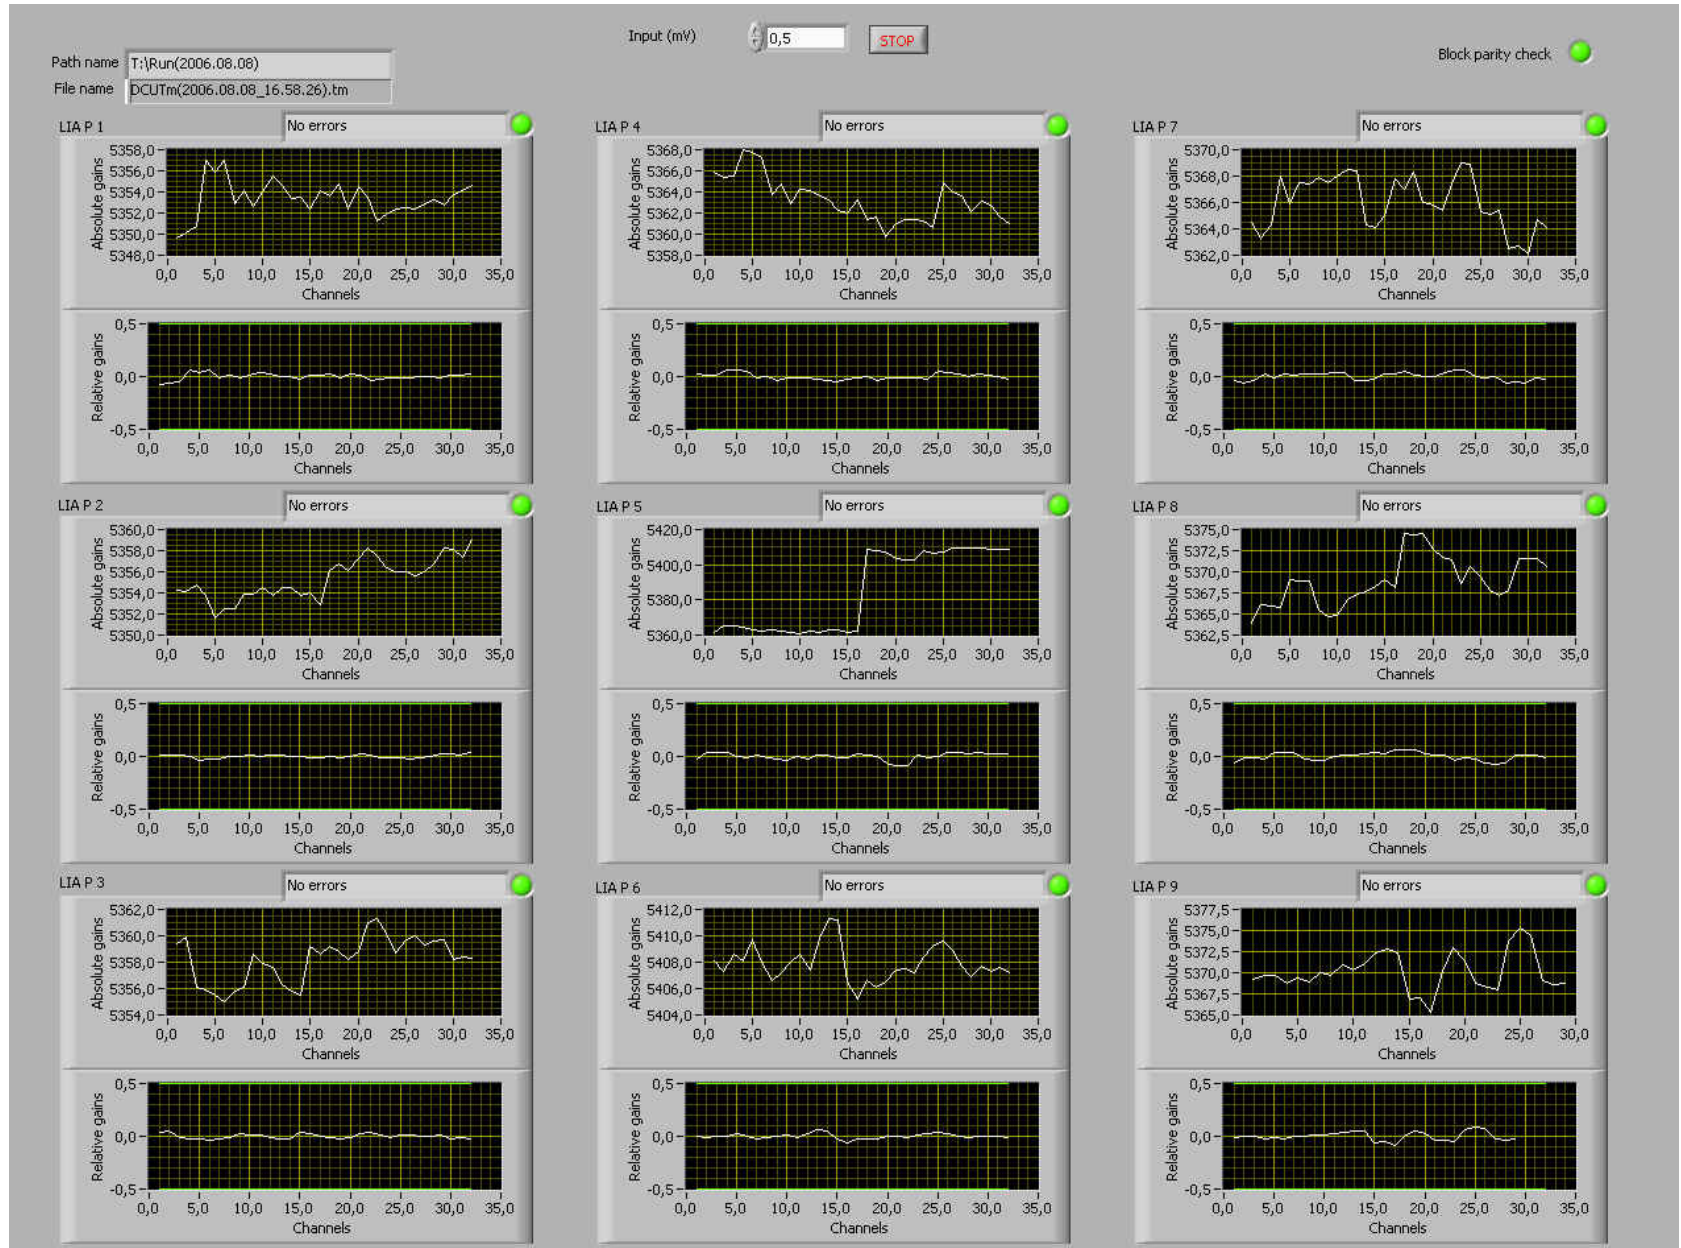 Input (mV) 0,5 STOP
Block parity check
Path name T:\Run(2006.08.08)
File name DCUTm(2006.08.08_16.58.26).tm
LIA P 1 No errors
Absolute gains
5358,0
5356,0
5354,0
5352,0
5350,0
5348,0
0,0 5,0 10,0 15,0 20,0 25,0 30,0 35,0
Channels
Relative gains
0,5
0,0
-0,5
0,0 5,0 10,0 15,0 20,0 25,0 30,0 35,0
Channels
LIA P 4 No errors
Absolute gains
5368,0
5366,0
5364,0
5362,0
5360,0
5358,0
0,0 5,0 10,0 15,0 20,0 25,0 30,0 35,0
Channels
Relative gains
0,5
0,0
-0,5
0,0 5,0 10,0 15,0 20,0 25,0 30,0 35,0
Channels
LIA P 7 No errors
Absolute gains
5370,0
5368,0
5366,0
5364,0
5362,0
0,0 5,0 10,0 15,0 20,0 25,0 30,0 35,0
Channels
Relative gains
0,5
0,0
-0,5
0,0 5,0 10,0 15,0 20,0 25,0 30,0 35,0
Channels
LIA P 2 No errors
Absolute gains
5360,0
5358,0
5356,0
5354,0
5352,0
5350,0
0,0 5,0 10,0 15,0 20,0 25,0 30,0 35,0
Channels
Relative gains
0,5
0,0
-0,5
0,0 5,0 10,0 15,0 20,0 25,0 30,0 35,0
Channels
LIA P 5 No errors
Absolute gains
5420,0
5400,0
5380,0
5360,0
0,0 5,0 10,0 15,0 20,0 25,0 30,0 35,0
Channels
Relative gains
0,5
0,0
-0,5
0,0 5,0 10,0 15,0 20,0 25,0 30,0 35,0
Channels
LIA P 8 No errors
Absolute gains
5375,0
5372,5
5370,0
5367,5
5365,0
5362,5
0,0 5,0 10,0 15,0 20,0 25,0 30,0 35,0
Channels
Relative gains
0,5
0,0
-0,5
0,0 5,0 10,0 15,0 20,0 25,0 30,0 35,0
Channels
LIA P 3 No errors
Absolute gains
5362,0
5360,0
5358,0
5356,0
5354,0
0,0 5,0 10,0 15,0 20,0 25,0 30,0 35,0
Channels
Relative gains
0,5
0,0
-0,5
0,0 5,0 10,0 15,0 20,0 25,0 30,0 35,0
Channels
LIA P 6 No errors
Absolute gains
5412,0
5410,0
5408,0
5406,0
5404,0
0,0 5,0 10,0 15,0 20,0 25,0 30,0 35,0
Channels
Relative gains
0,5
0,0
-0,5
0,0 5,0 10,0 15,0 20,0 25,0 30,0 35,0
Channels
LIA P 9 No errors
Absolute gains
5377,5
5375,0
5372,5
5370,0
5367,5
5365,0
0,0 5,0 10,0 15,0 20,0 25,0 30,0
Channels
Relative gains
0,5
0,0
-0,5
0,0 5,0 10,0 15,0 20,0 25,0 30,0 35,0
Channels